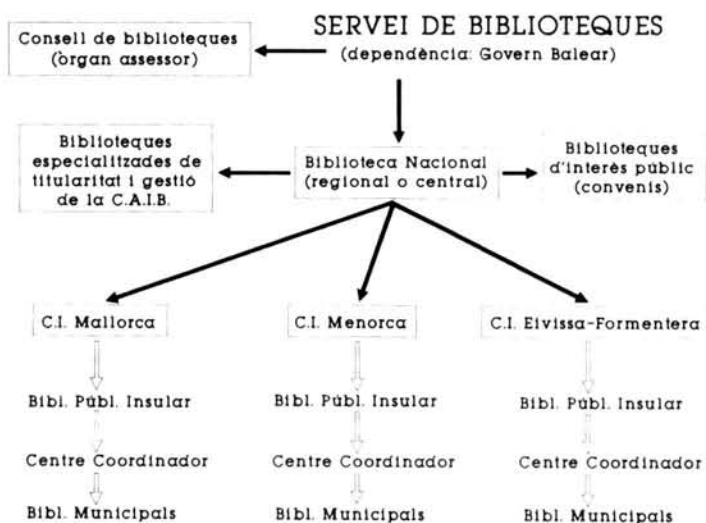 SERVEI DE BIBLIOTEQUES
(dependència: Govern Balear)
Consell de biblioteques
(òrgan assessor)
Biblioteques
especialitzades de
titularitat i gestió
de la C.A.I.B.
Biblioteca Nacional
(regional o central)
Biblioteques
d'interès públic
(convenis)
C.I. Mallorca
C.I. Menorca
C.I. Eivissa-Formentera
Bibl. Públ. Insular
Bibl. Públ. Insular
Bibl. Públ. Insular
Centre Coordinador
Centre Coordinador
Centre Coordinador
Bibl. Municipals
Bibl. Municipals
Bibl. Municipals